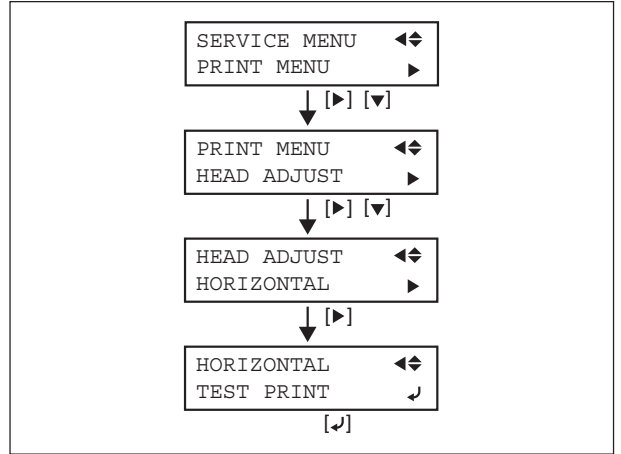 SERVICE MENU ◀◆
PRINT MENU ▶
[▶] [▼]
PRINT MENU ◀◆
HEAD ADJUST ▶
[▶] [▼]
HEAD ADJUST ◀◆
HORIZONTAL ▶
[▶]
HORIZONTAL ◀◆
TEST PRINT ↵
[↵]